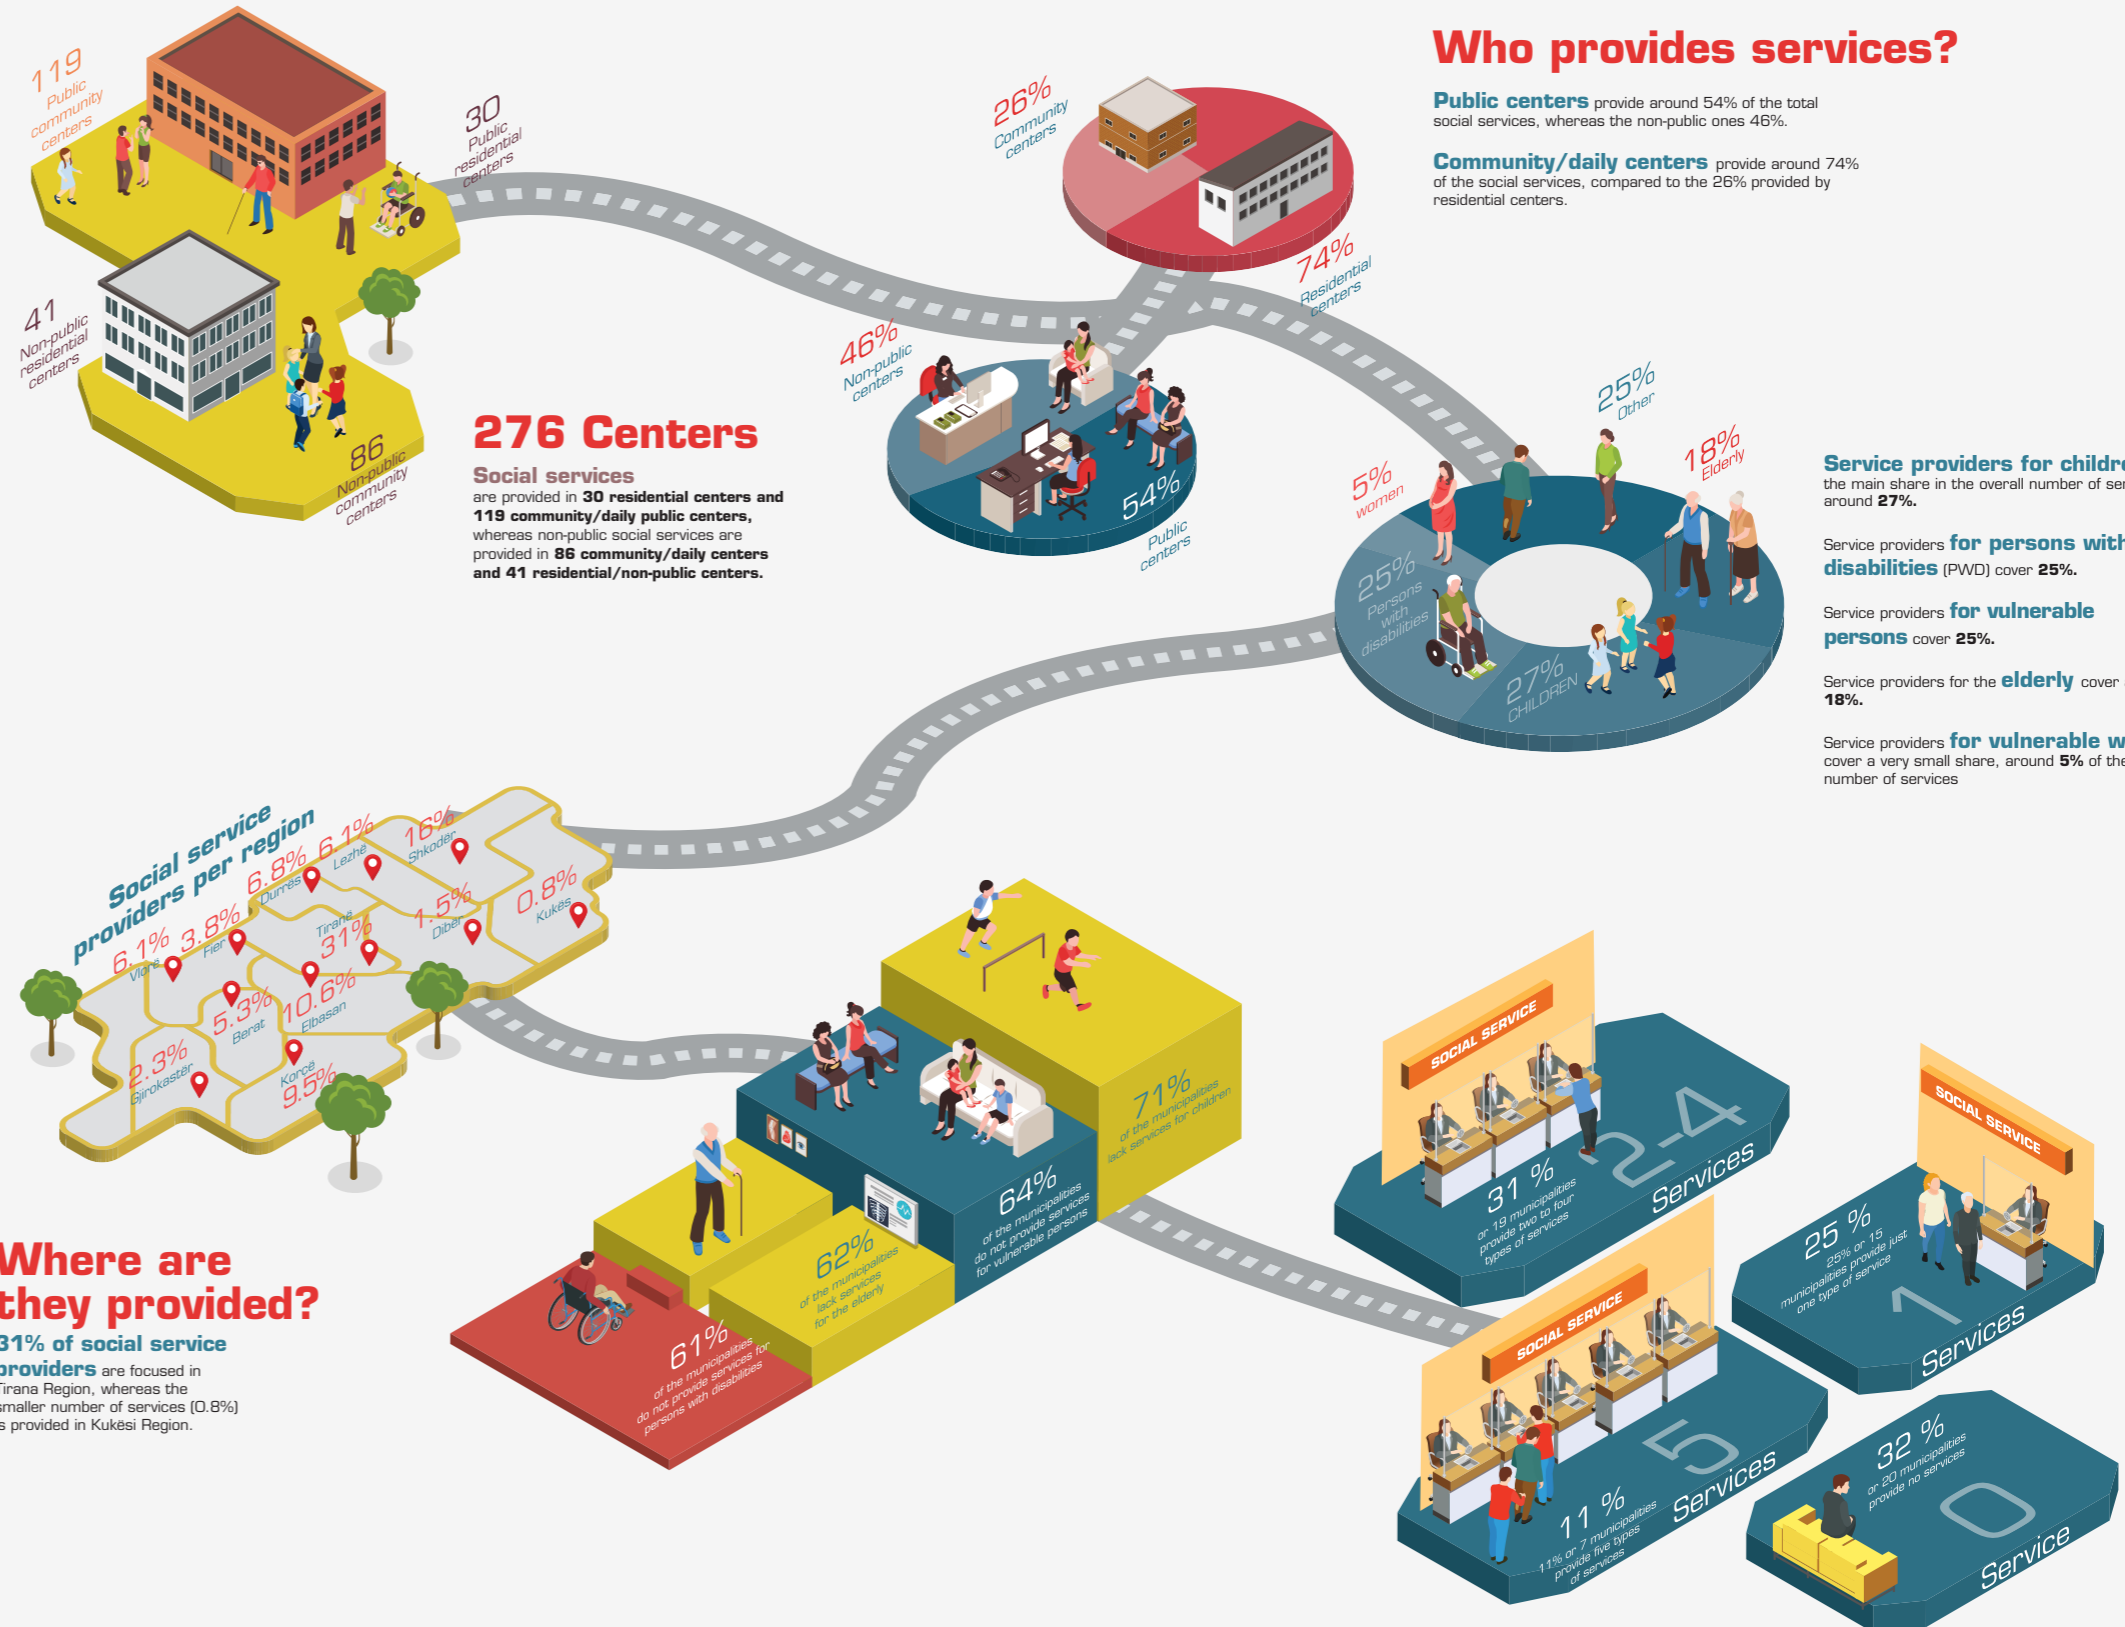 119
Public
community
centers
30
Public
residential
centers
41
Non-public
residential
centers
86
Non-public
community
centers
276 Centers
Social services
are provided in 30 residential centers and
119 community/daily public centers,
whereas non-public social services are
provided in 86 community/daily centers
and 41 residential/non-public centers.
26%
Community
centers
74%
Residential
centers
46%
Non-public
centers
54%
Public
centers
Who provides services?
Public centers provide around 54% of the total
social services, whereas the non-public ones 46%.
Community/daily centers provide around 74%
of the social services, compared to the 26% provided by
residential centers.
25%
Other
18%
Elderly
5%
women
25%
Persons
with
disabilities
27%
CHILDREN
Service providers for childre
the main share in the overall number of ser
around 27%.
Service providers for persons with
disabilities (PWD) cover 25%.
Service providers for vulnerable
persons cover 25%.
Service providers for the elderly cover
18%.
Service providers for vulnerable w
cover a very small share, around 5% of the
number of services
Social service
providers per region
6.1%
Vlorë
3.8%
Fier
6.8%
Durrës
6.1%
Lezhë
16%
Shkodër
Tiranë
31%
1.5%
Dibër
0.8%
Kukës
5.3%
Berat
10.6%
Elbasan
2.3%
Gjirokastër
Korcë
9.5%
Where are
they provided?
31% of social service
providers are focused in
Tirana Region, whereas the
smaller number of services (0.8%)
is provided in Kukësi Region.
71%
of the municipalities
lack services for children
64%
of the municipalities
do not provide services
for vulnerable persons
62%
of the municipalities
lack services
for the elderly
61%
of the municipalities
do not provide services for
persons with disabilities
SOCIAL SERVICE
31 %
or 19 municipalities
provide two to four
types of services
2-4
Services
SOCIAL SERVICE
25 %
25% or 15
municipalities provide just
one type of service
1
Services
SOCIAL SERVICE
11 %
11% or 7 municipalities
provide five types
of services
5
Services
32 %
or 20 municipalities
provide no services
0
Service